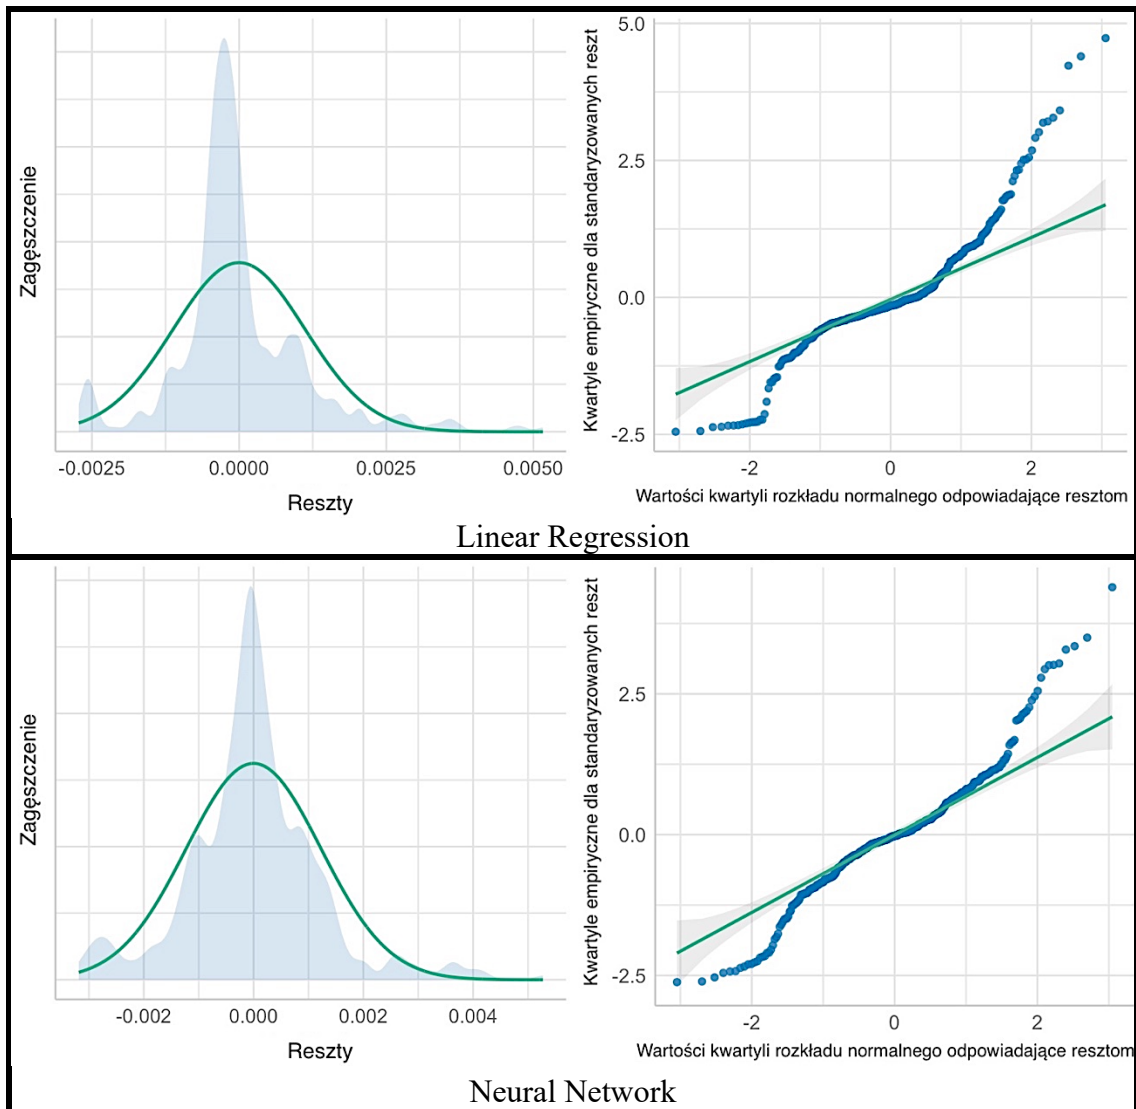 Zagęszczenie
-0.0025 0.0000 0.0025 0.0050
Reszty
Kwartyle empiryczne dla standaryzowanych reszt
5.0
2.5
0.0
-2.5
-2 0 2
Wartości kwartyli rozkładu normalnego odpowiadające resztom
Linear Regression
Zagęszczenie
-0.002 0.000 0.002 0.004
Reszty
Kwartyle empiryczne dla standaryzowanych reszt
2.5
0.0
-2.5
-2 0 2
Wartości kwartyli rozkładu normalnego odpowiadające resztom
Neural Network